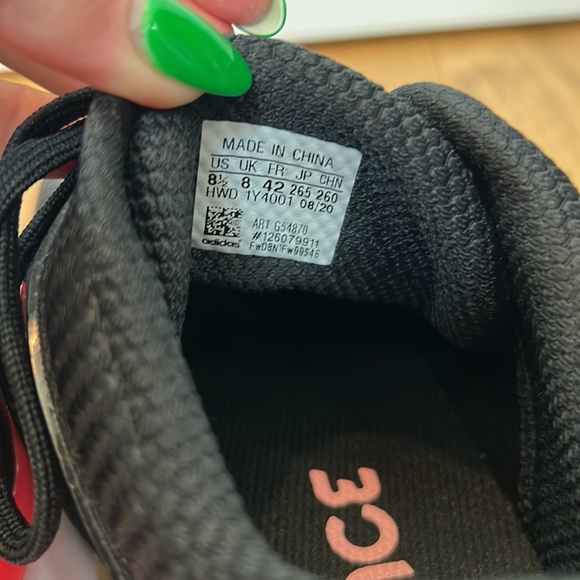 MADE IN CHINA
US UK FR JP CHN
8½ 8 42 265 260
HWD 1Y4001 08/20
ART G54870
#126079911
adidas